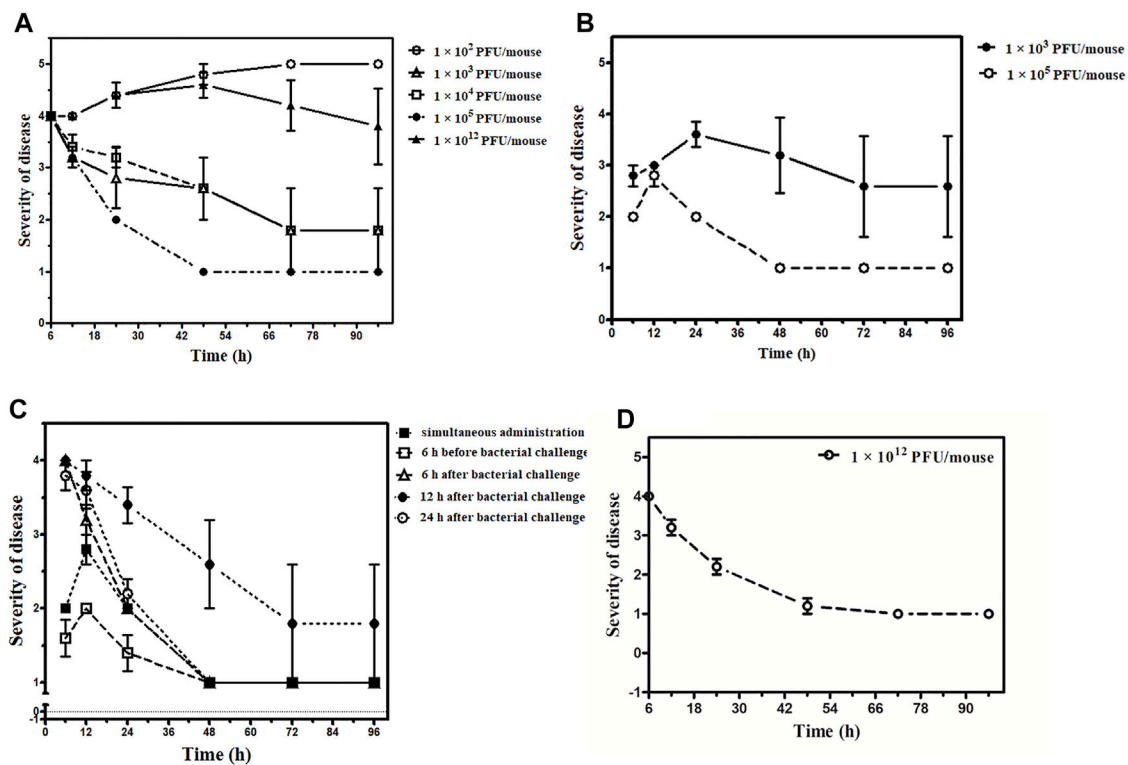 A
1 × 10² PFU/mouse
1 × 10³ PFU/mouse
1 × 10⁴ PFU/mouse
1 × 10⁵ PFU/mouse
1 × 10¹² PFU/mouse
Severity of disease
5
4
3
2
1
0
6 18 30 42 54 66 78 90
Time (h)
B
1 × 10³ PFU/mouse
1 × 10⁵ PFU/mouse
Severity of disease
5
4
3
2
1
0
0 12 24 36 48 60 72 84 96
Time (h)
C
simultaneous administration
6 h before bacterial challenge
6 h after bacterial challenge
12 h after bacterial challenge
24 h after bacterial challenge
Severity of disease
4
3
2
1
0
-1
0 12 24 36 48 60 72 84 96
Time (h)
D
1 × 10¹² PFU/mouse
Severity of disease
5
4
3
2
1
0
-1
6 18 30 42 54 66 78 90
Time (h)